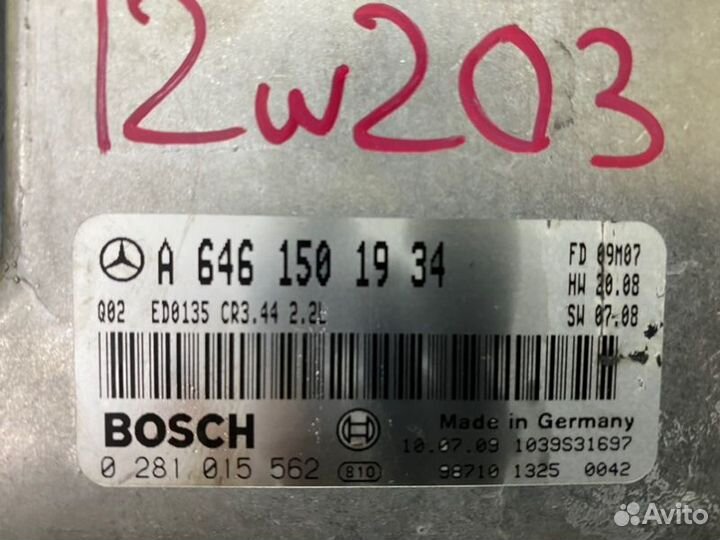 12w203
A 646 150 19 34
FD 09M07
HW 20.08
SW 07.08
Q02 ED0135 CR3.44 2.2L
BOSCH
Made in Germany
10.07.09 1039S31697
0 281 015 562 810
98710 1325 0042
Avito